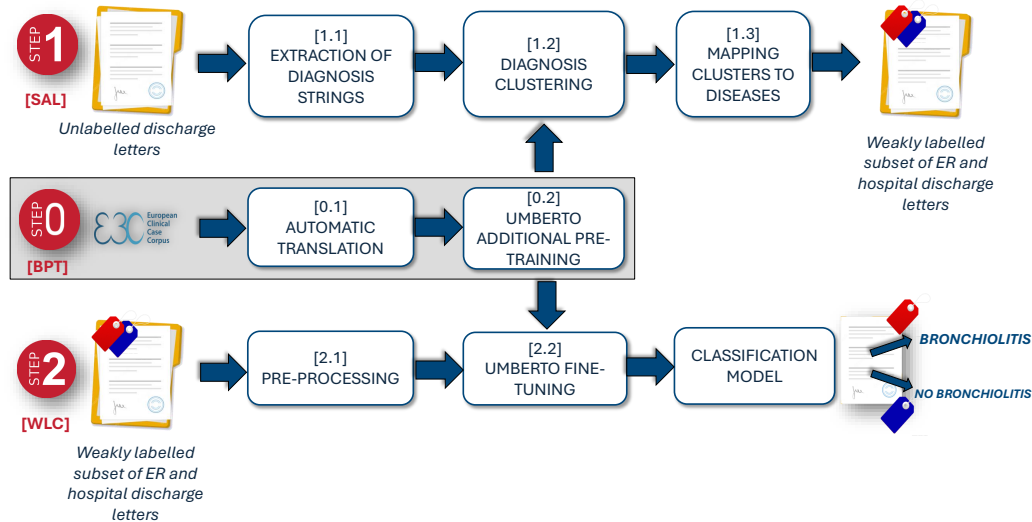 STEP 1
[SAL]
Unlabelled discharge
letters
[1.1]
EXTRACTION OF
DIAGNOSIS
STRINGS
[1.2]
DIAGNOSIS
CLUSTERING
[1.3]
MAPPING
CLUSTERS TO
DISEASES
Weakly labelled
subset of ER and
hospital discharge
letters
STEP 0
[BPT]
E3C
European
Clinical
Case
Corpus
[0.1]
AUTOMATIC
TRANSLATION
[0.2]
UMBERTO
ADDITIONAL PRE-
TRAINING
STEP 2
[WLC]
Weakly labelled
subset of ER and
hospital discharge
letters
[2.1]
PRE-PROCESSING
[2.2]
UMBERTO FINE-
TUNING
CLASSIFICATION
MODEL
BRONCHIOLITIS
NO BRONCHIOLITIS